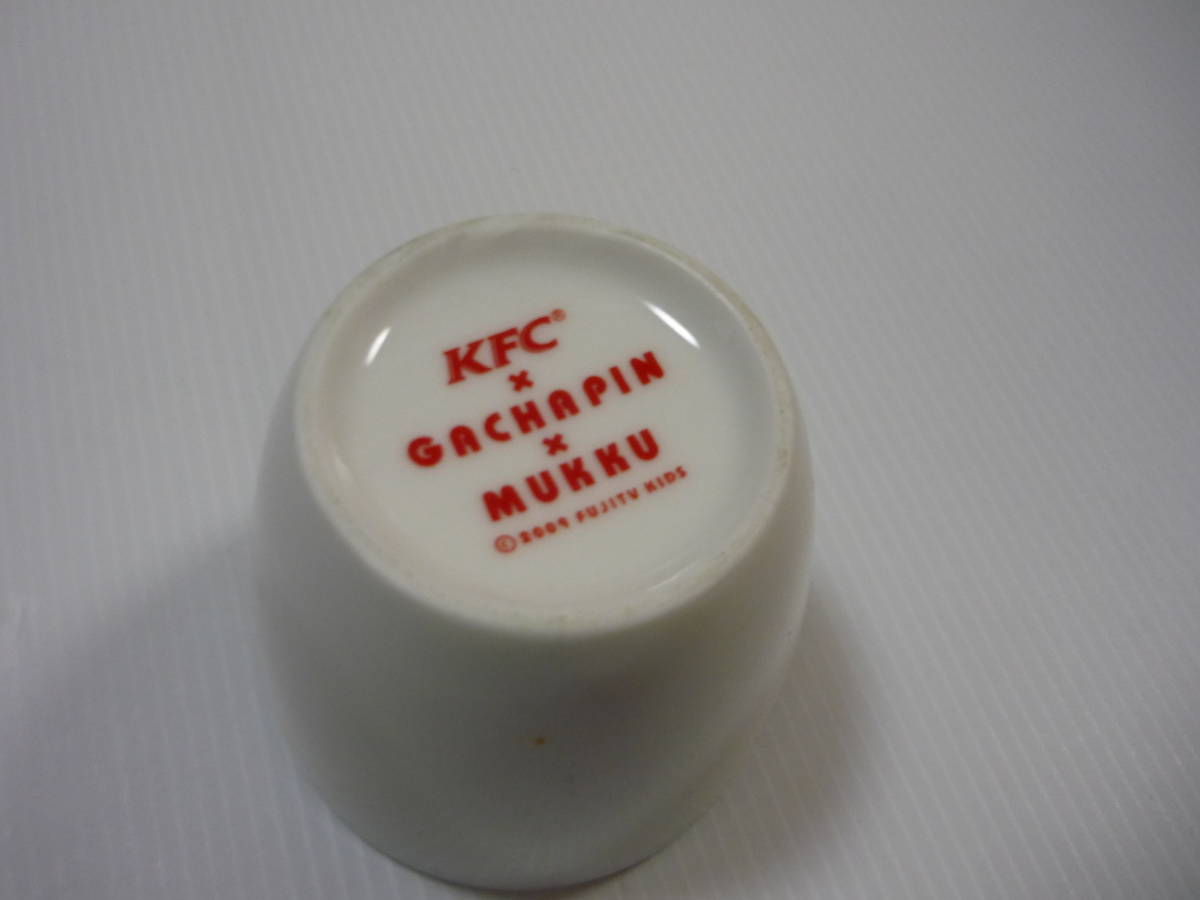 KFC®
×
GACHAPIN
×
MUKKU
©2009 FUJITV KIDS